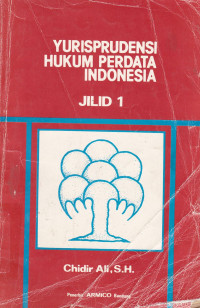 YURISPRUDENSI
HUKUM PERDATA
INDONESIA
JILID 1
Chidir Ali, S.H.
Penerbit ARMICO Bandung